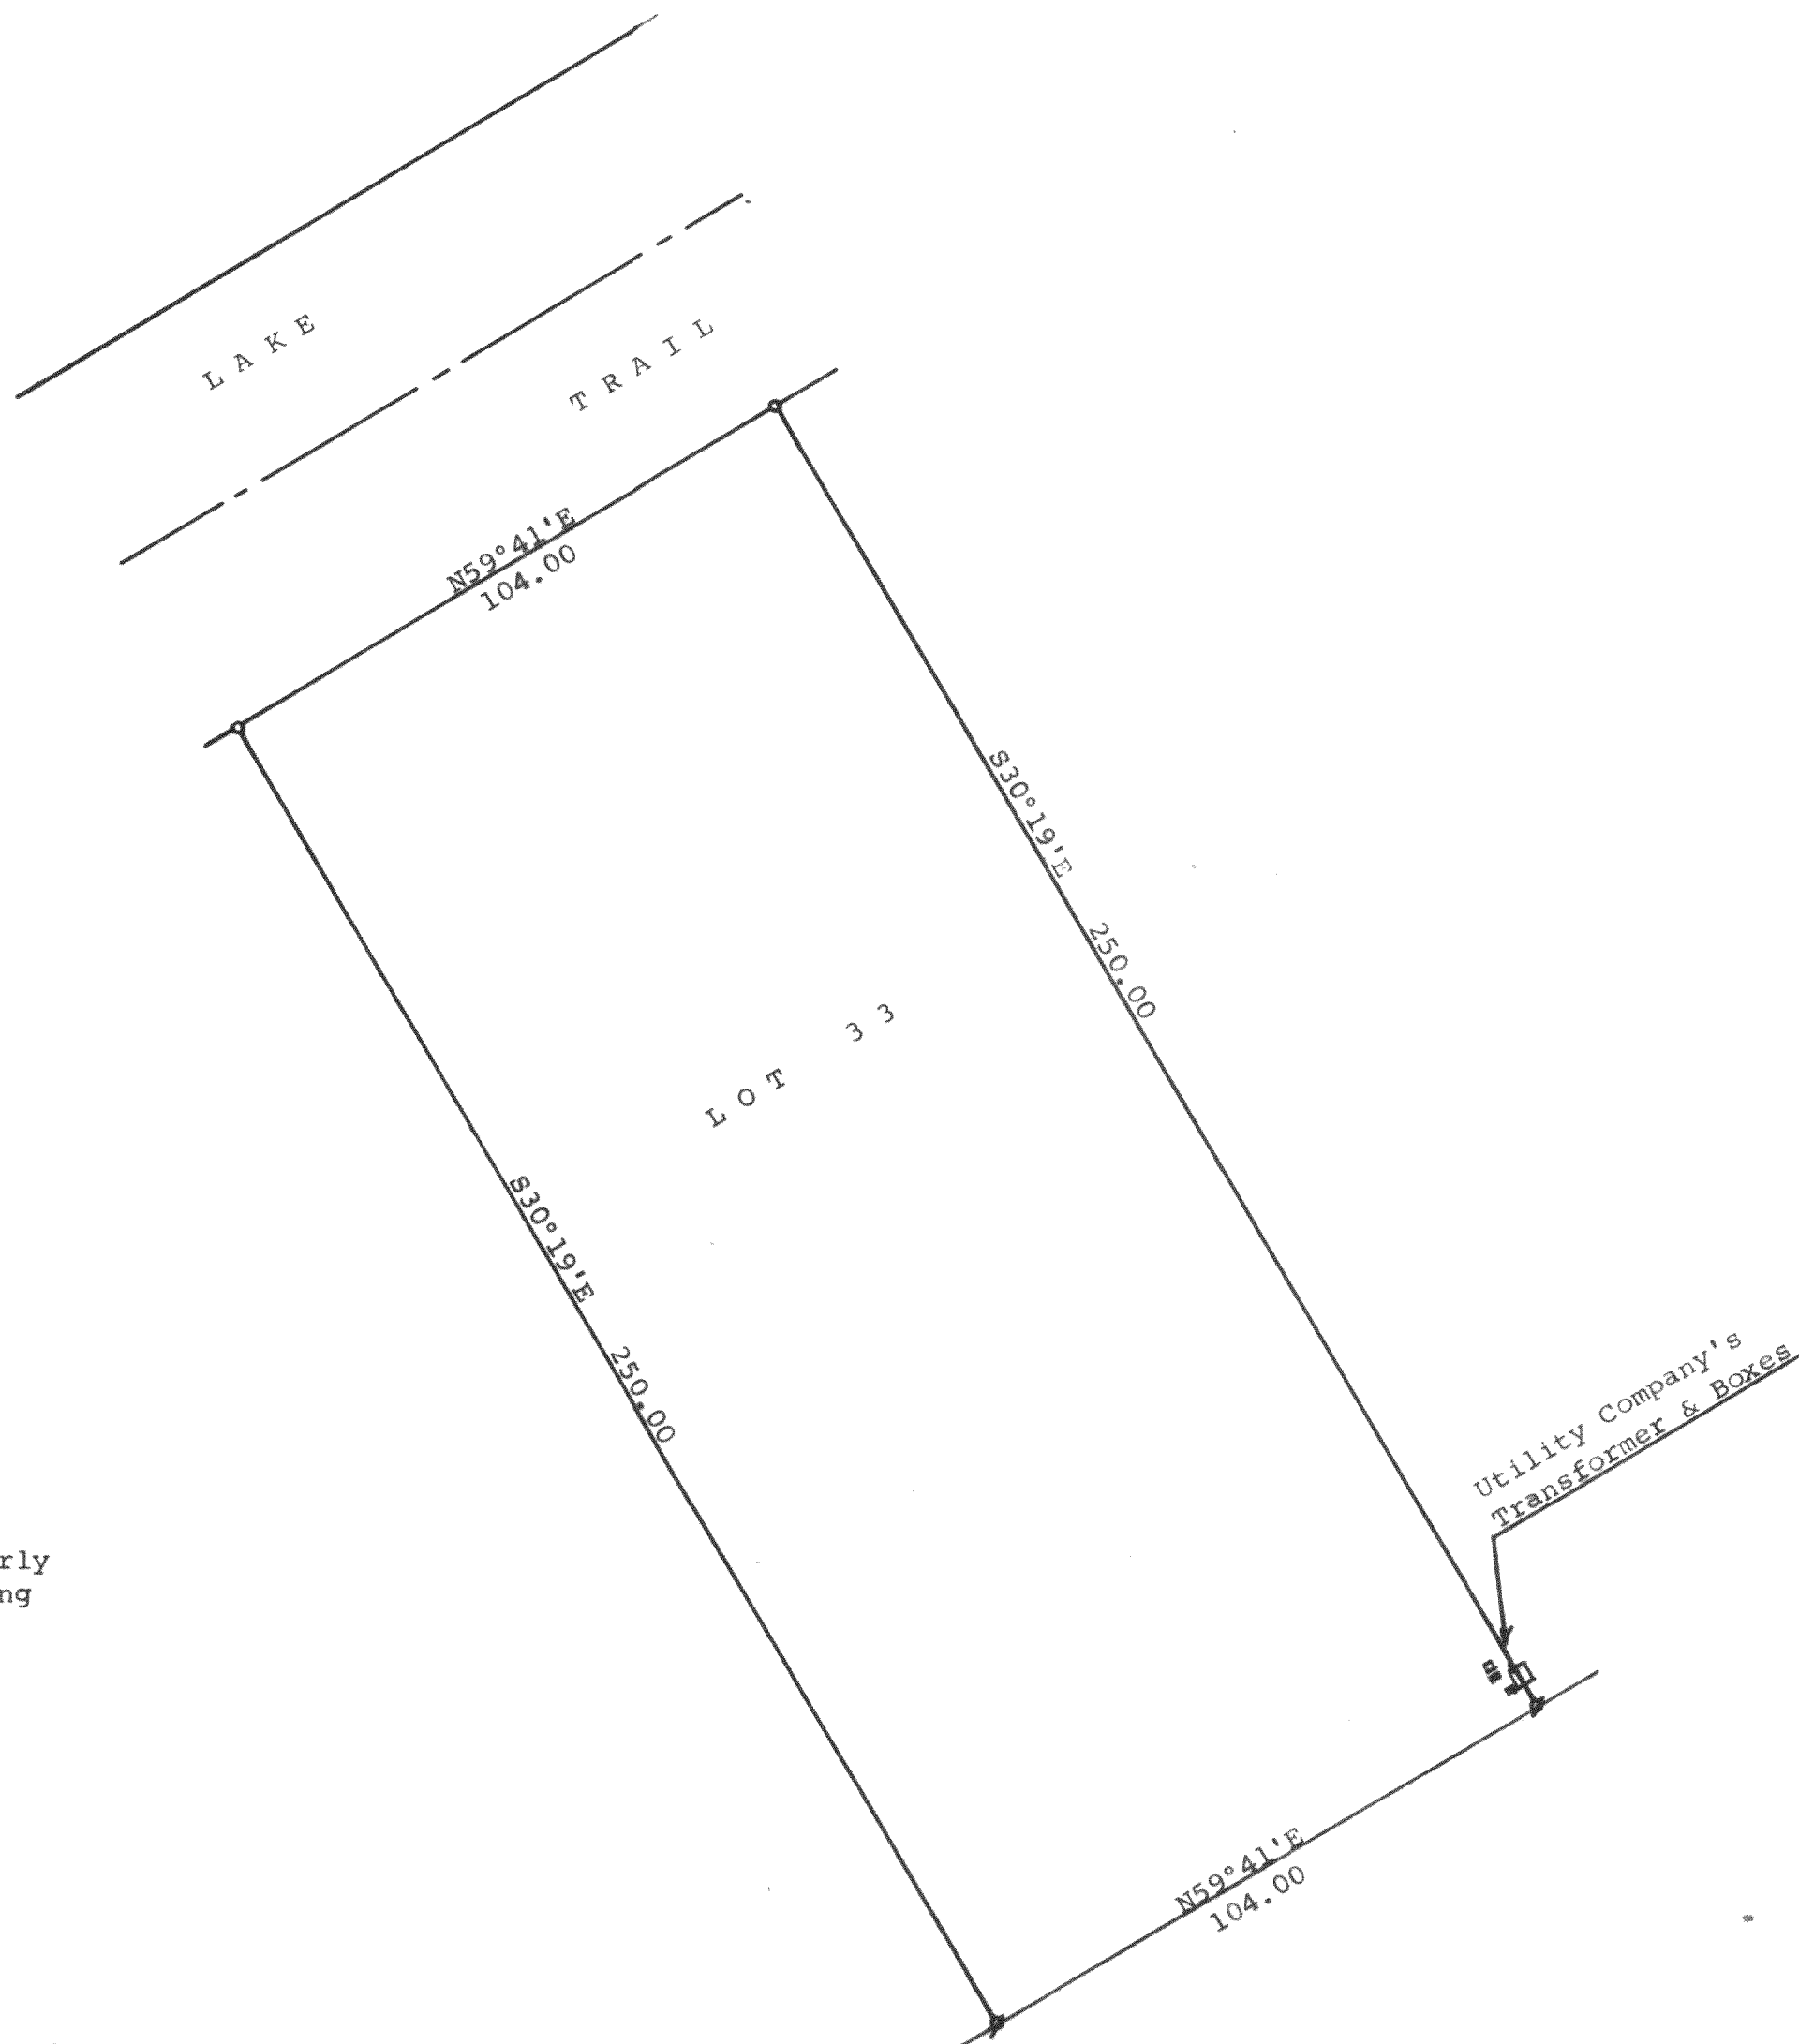 LAKE
TRAIL
N59°41'E
104.00
S30°19'E 250.00
LOT 33
S30°19'E 250.00
Utility Company's
Transformer & Boxes
rly
ng
N59°41'E
104.00